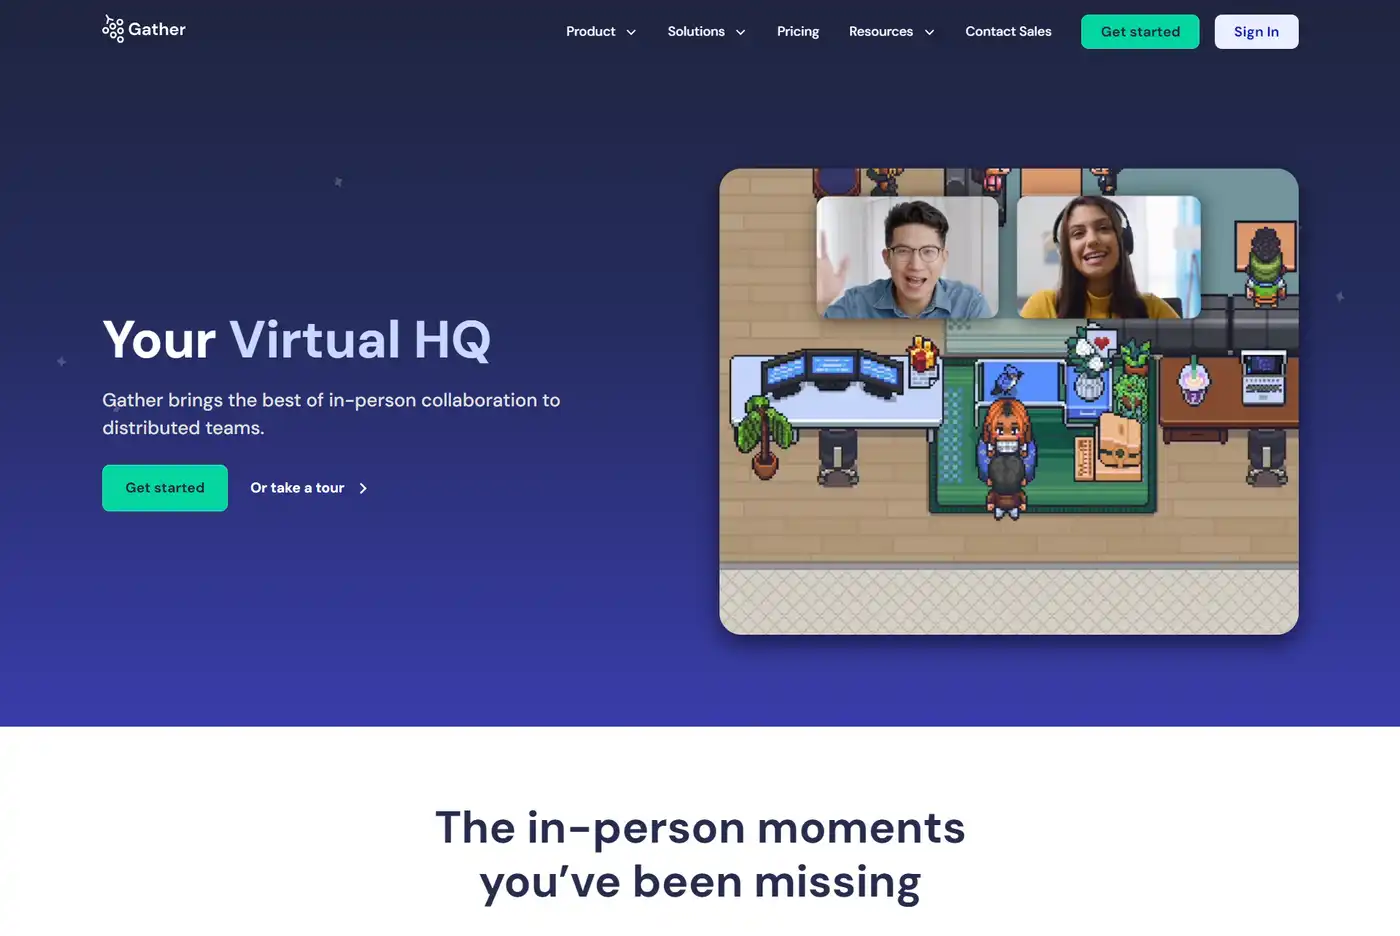 Gather
Product
Solutions
Pricing
Resources
Contact Sales
Get started
Sign In
Your Virtual HQ
Gather brings the best of in-person collaboration to
distributed teams.
Get started
Or take a tour
The in-person moments
you’ve been missing